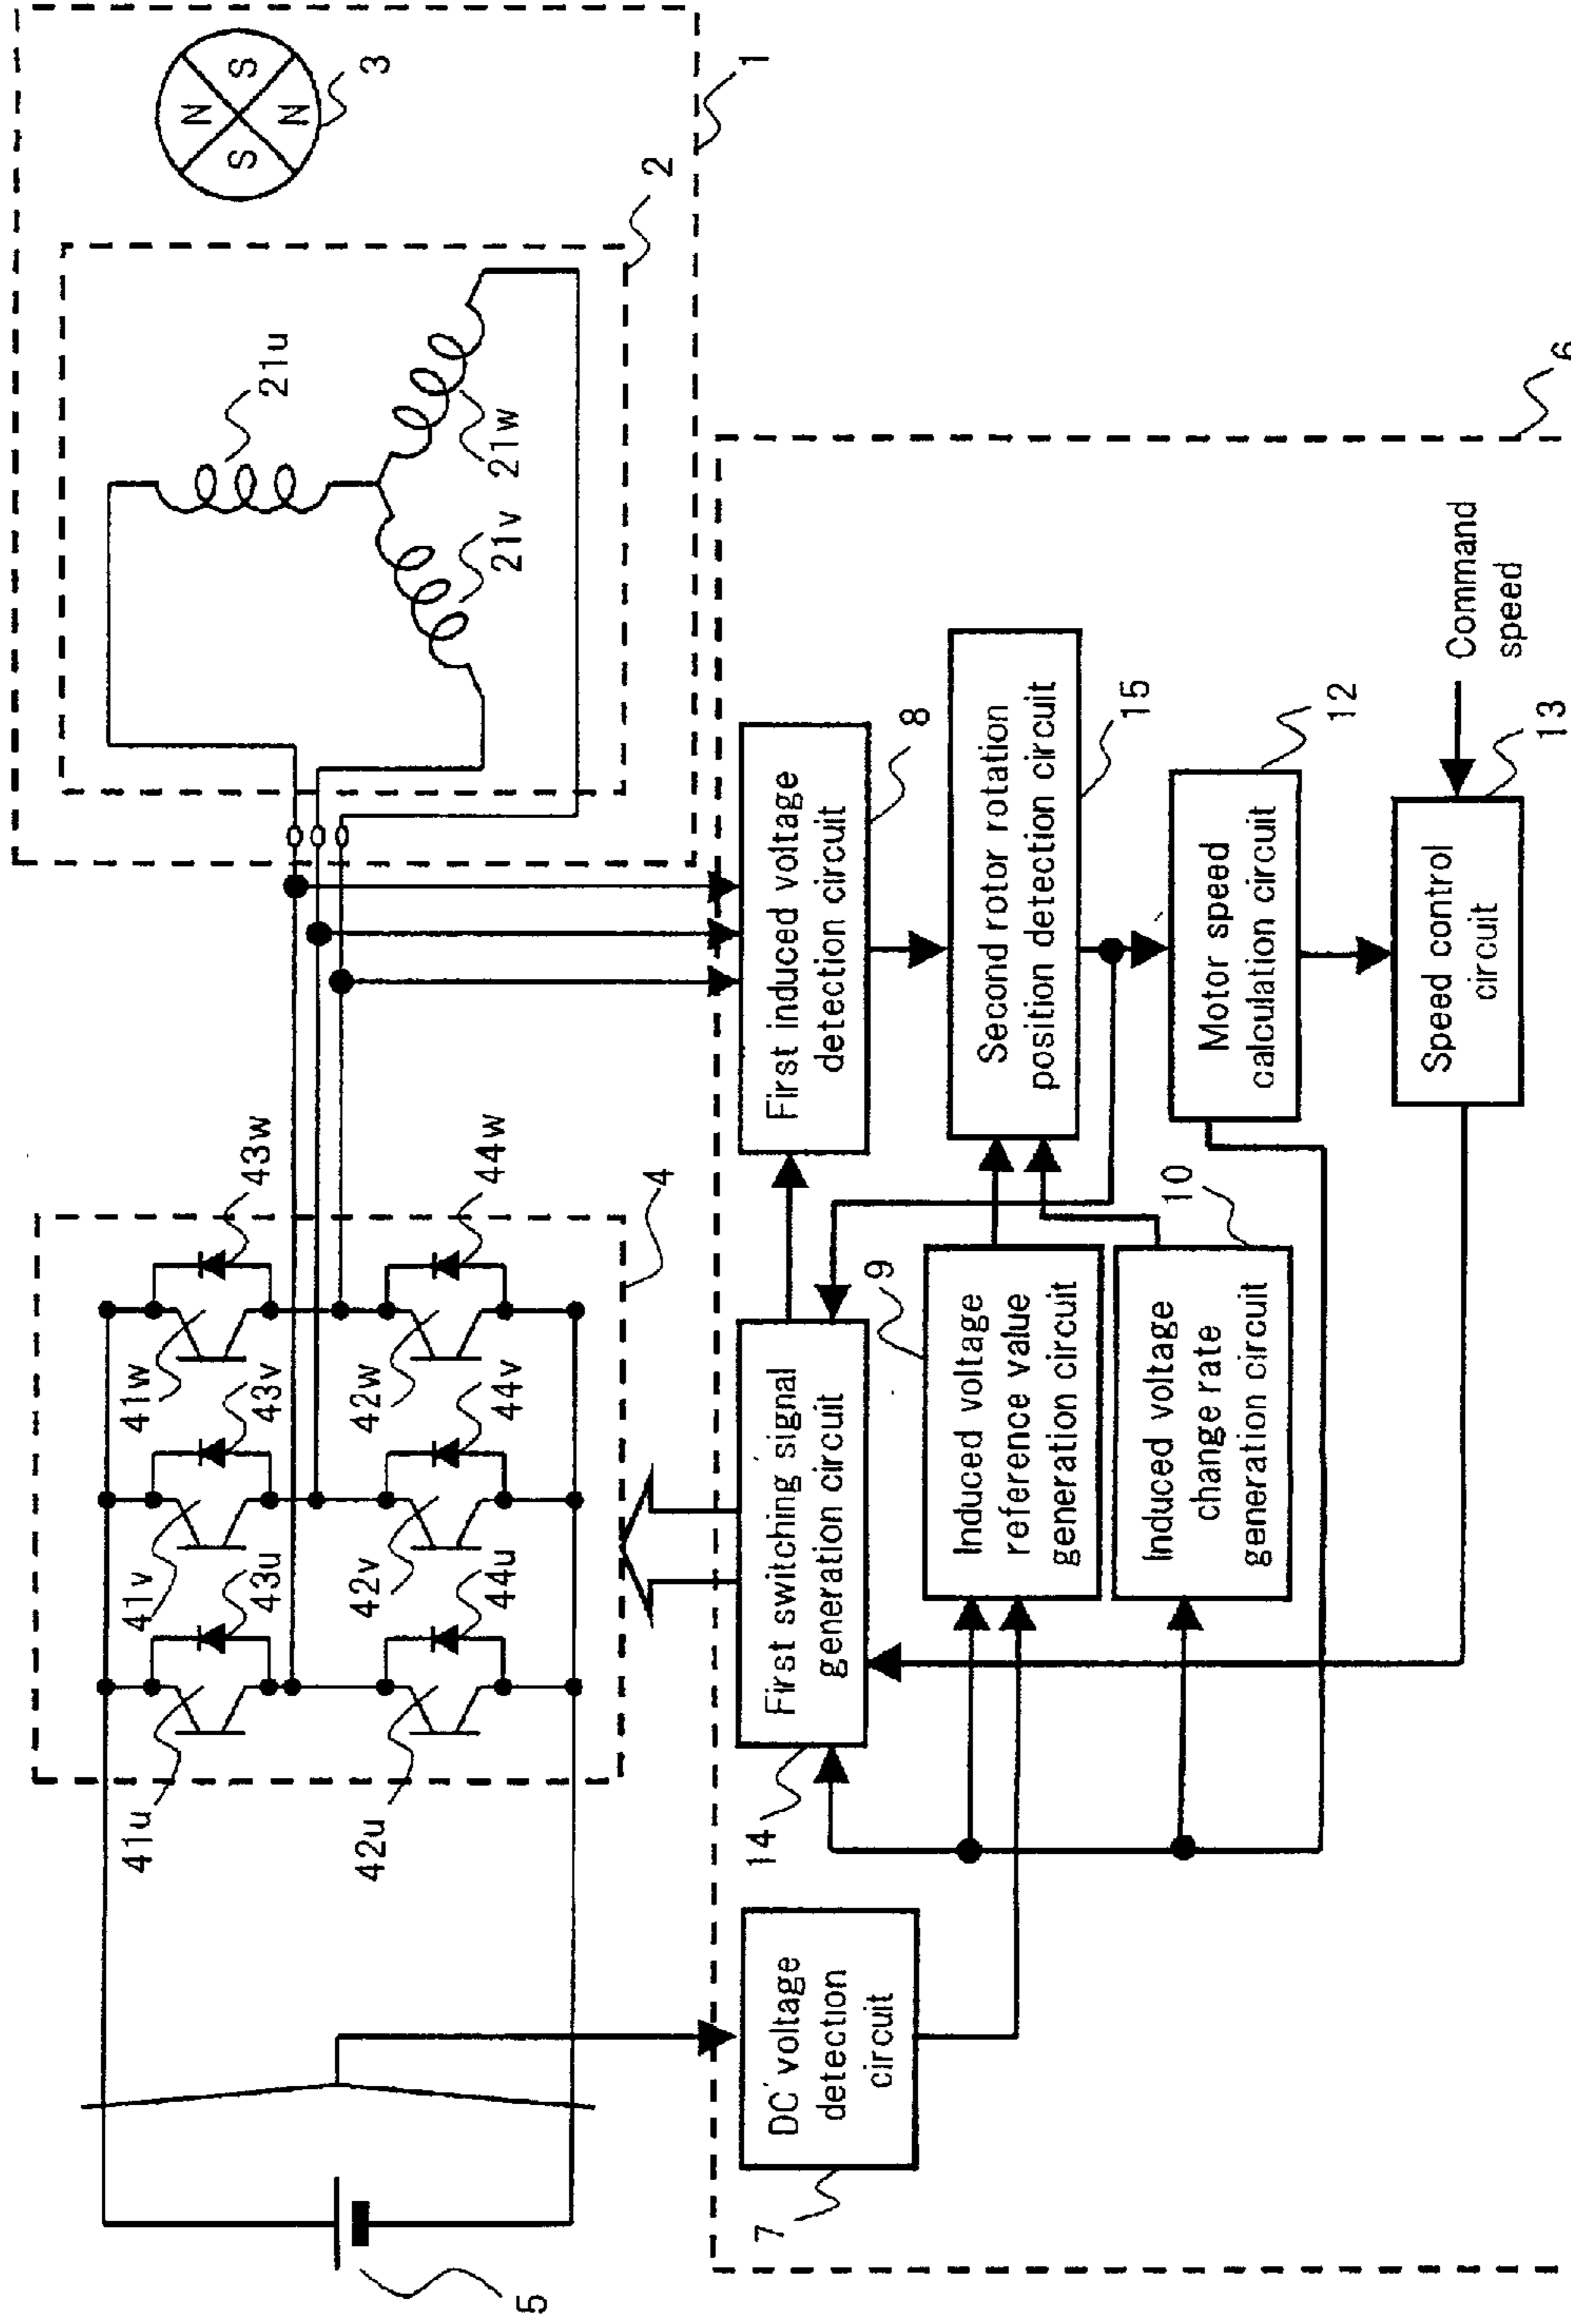 N
S
S
N
3
1
2
21u
21w
21v
43w
44w
4
41w
43v
42w
44v
41v
43u
42v
44u
41u
42u
5
First induced voltage
detection circuit
8
Second rotor rotation
position detection circuit
15
Motor speed
calculation circuit
12
Command
speed
Speed control
circuit
13
6
First switching signal
generation circuit
14
9
Induced voltage
reference value
generation circuit
10
Induced voltage
change rate
generation circuit
DC voltage
detection
circuit
7